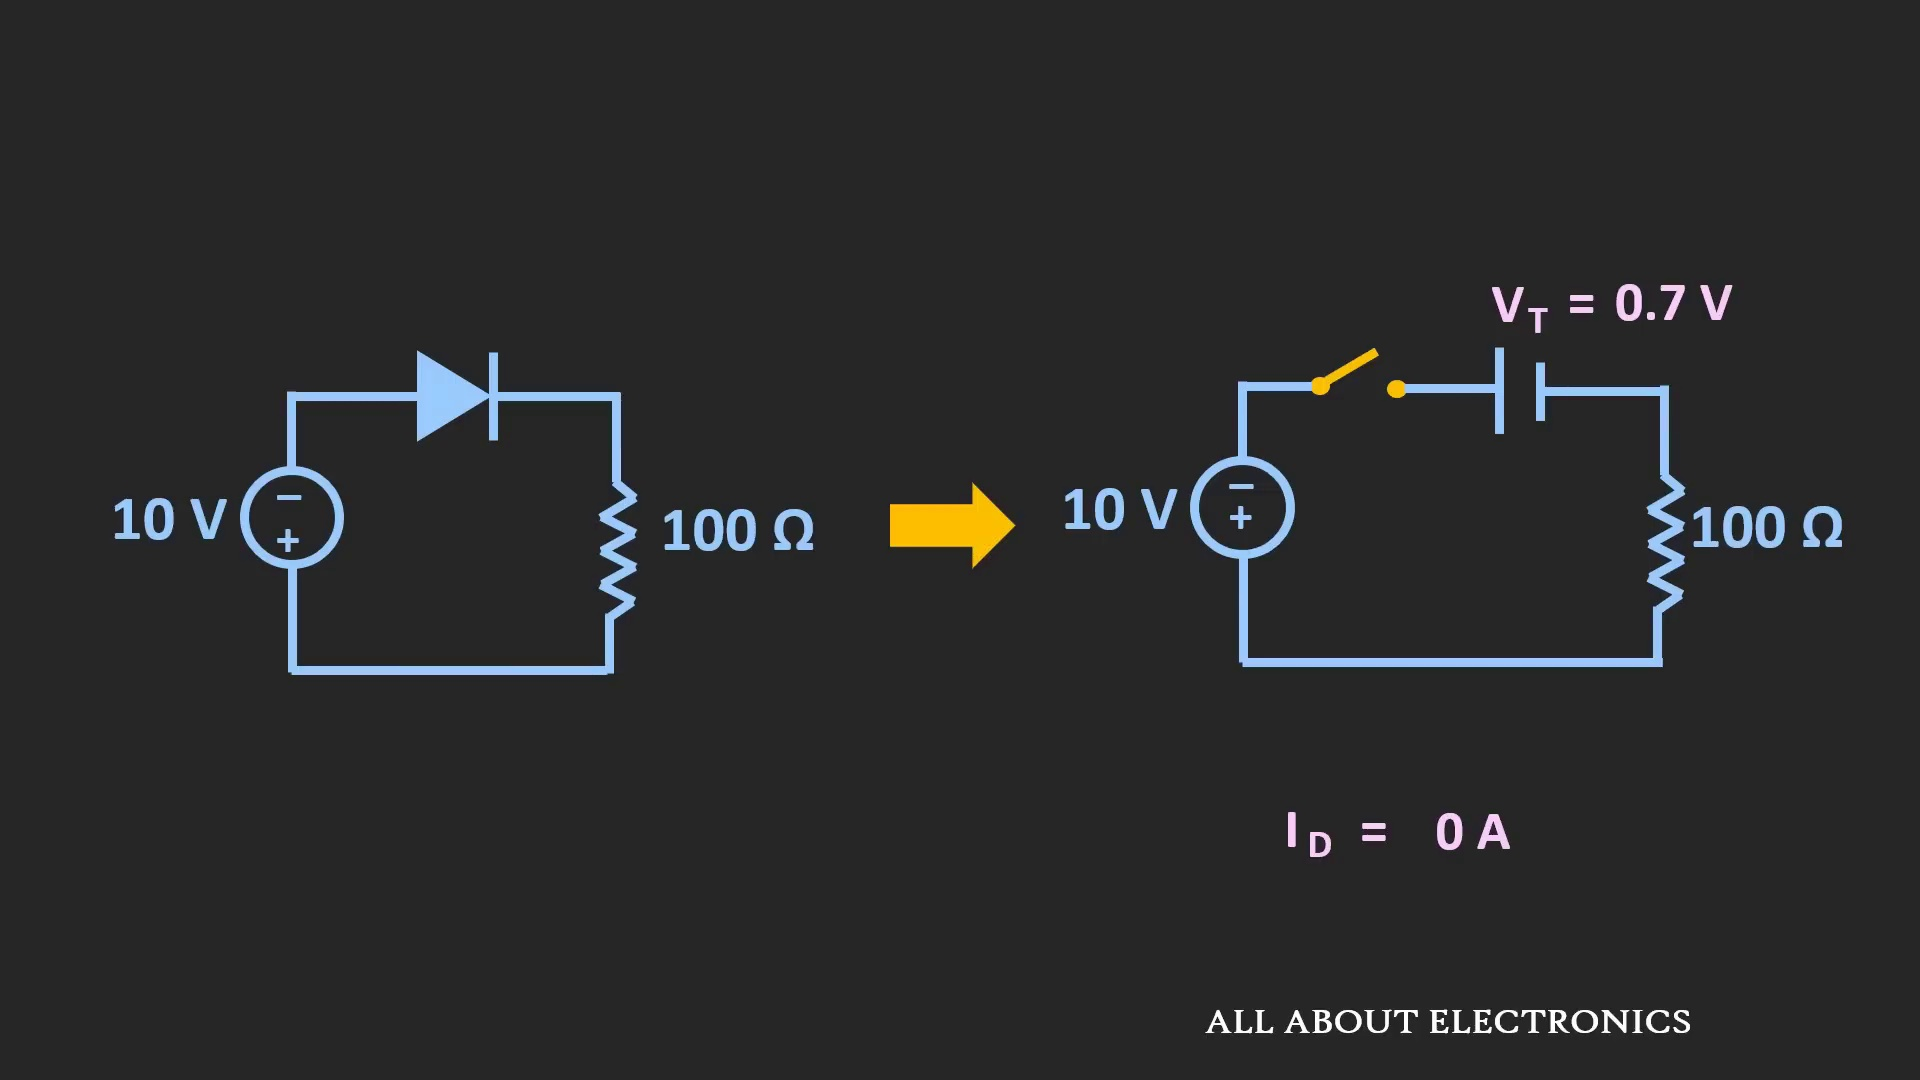 V_T = 0.7 V
10 V
−
+
100 Ω
10 V
−
+
100 Ω
I_D = 0 A
ALL ABOUT ELECTRONICS